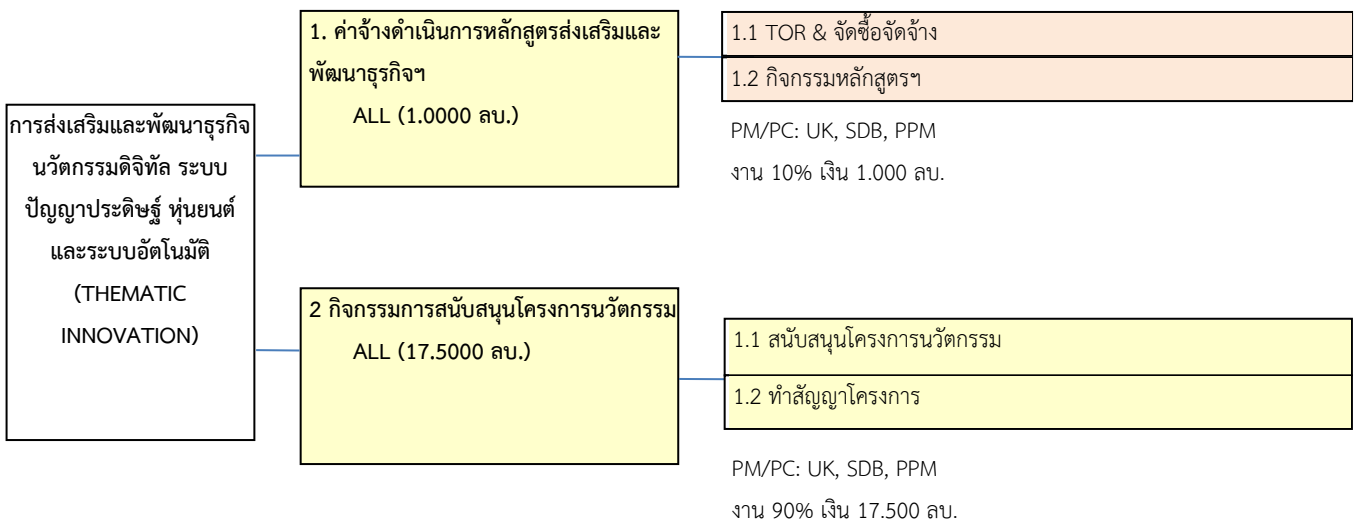 การส่งเสริมและพัฒนาธุรกิจ
นวัตกรรมดิจิทัล ระบบ
ปัญญาประดิษฐ์ หุ่นยนต์
และระบบอัตโนมัติ
(THEMATIC
INNOVATION)
1. ค่าจ้างดำเนินการหลักสูตรส่งเสริมและ
พัฒนาธุรกิจฯ
ALL (1.0000 ลบ.)
1.1 TOR & จัดซื้อจัดจ้าง
1.2 กิจกรรมหลักสูตรฯ
PM/PC: UK, SDB, PPM
งาน 10% เงิน 1.000 ลบ.
2 กิจกรรมการสนับสนุนโครงการนวัตกรรม
ALL (17.5000 ลบ.)
1.1 สนับสนุนโครงการนวัตกรรม
1.2 ทำสัญญาโครงการ
PM/PC: UK, SDB, PPM
งาน 90% เงิน 17.500 ลบ.